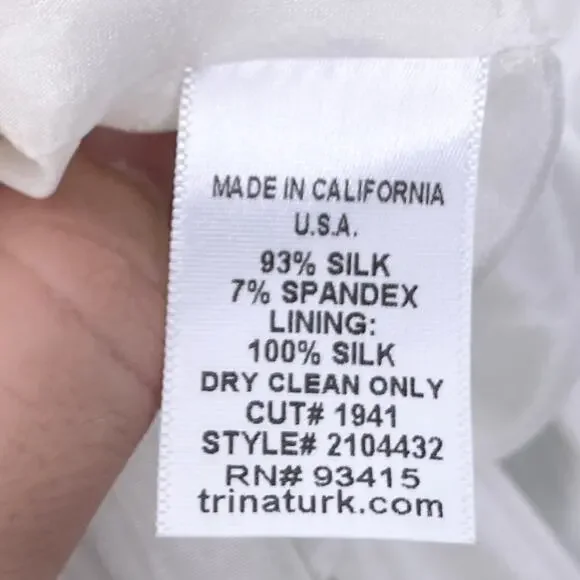 MADE IN CALIFORNIA
U.S.A.
93% SILK
7% SPANDEX
LINING:
100% SILK
DRY CLEAN ONLY
CUT# 1941
STYLE# 2104432
RN# 93415
trinaturk.com